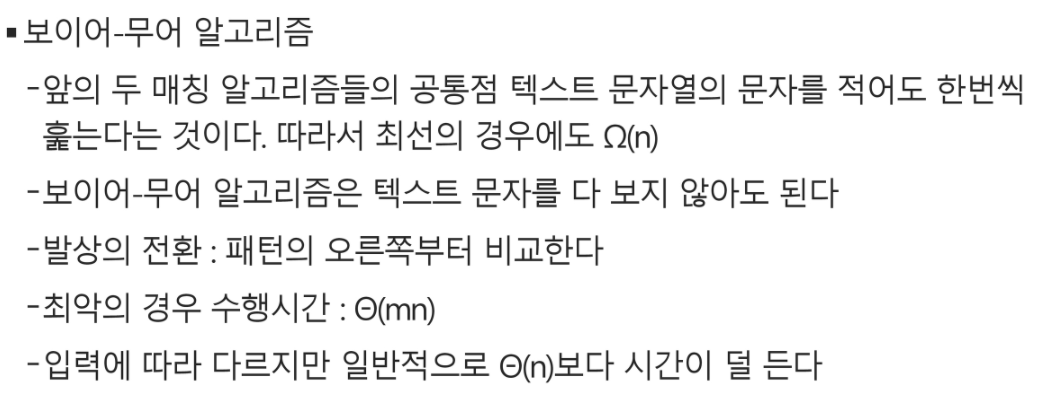 ▪ 보이어-무어 알고리즘
-앞의 두 매칭 알고리즘들의 공통점 텍스트 문자열의 문자를 적어도 한번씩
훑는다는 것이다. 따라서 최선의 경우에도 Ω(n)
-보이어-무어 알고리즘은 텍스트 문자를 다 보지 않아도 된다
-발상의 전환 : 패턴의 오른쪽부터 비교한다
-최악의 경우 수행시간 : Θ(mn)
-입력에 따라 다르지만 일반적으로 Θ(n)보다 시간이 덜 든다